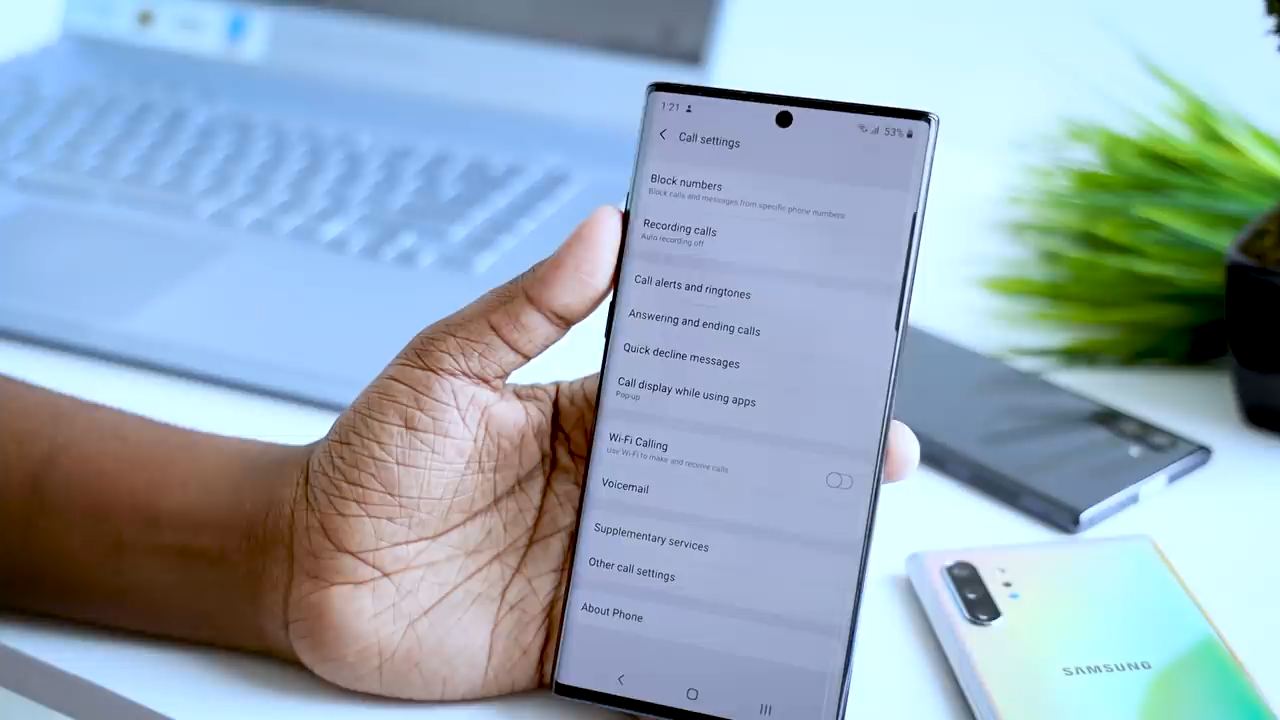 1:21
53%
Call settings
Block numbers
Block calls and messages from specific phone numbers
Recording calls
Auto recording off
Call alerts and ringtones
Answering and ending calls
Quick decline messages
Call display while using apps
Pop-up
Wi-Fi Calling
Use Wi-Fi to make and receive calls
Voicemail
Supplementary services
Other call settings
About Phone
SAMSUNG